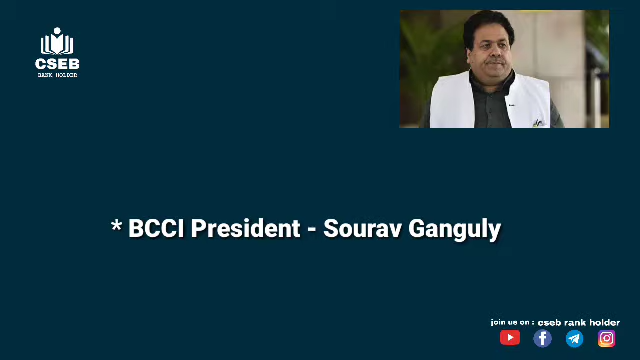 CSEB
RANK HOLDER
* BCCI President - Sourav Ganguly
join us on : cseb rank holder